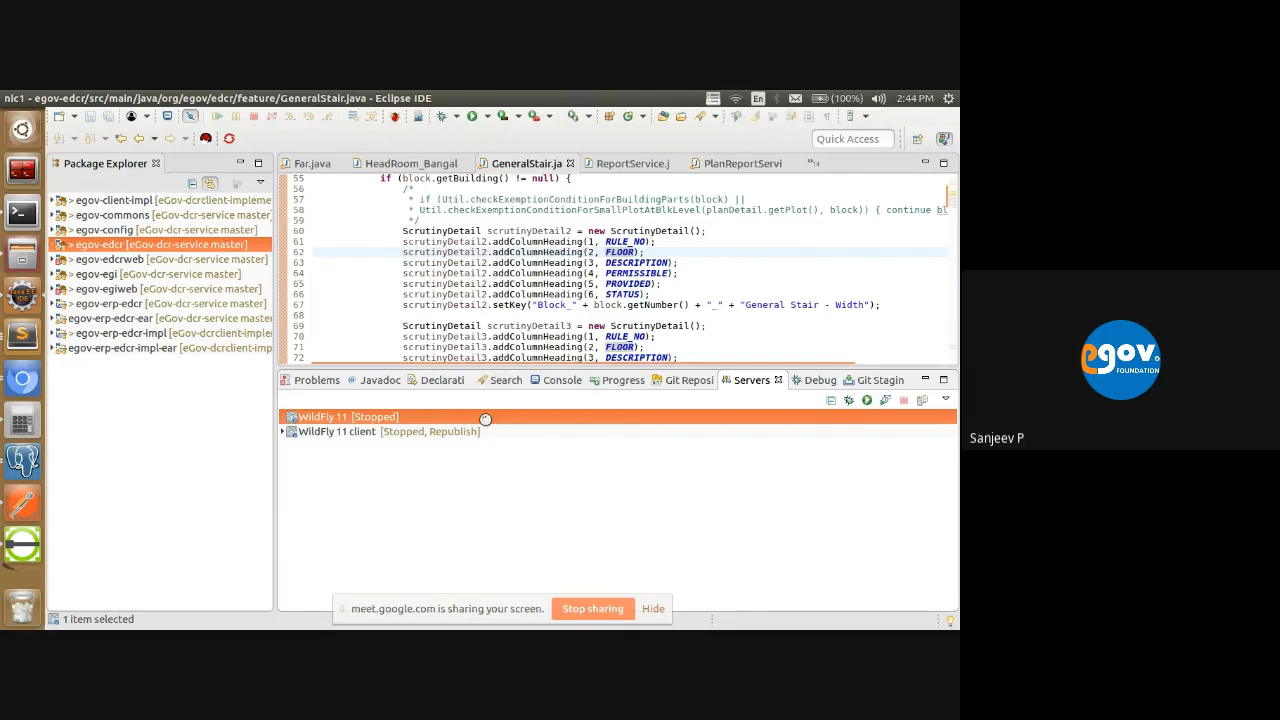 nic1 - egov-edcr/src/main/java/org/egov/edcr/feature/GeneralStair.java - Eclipse IDE
En
(100%)
2:44 PM
Quick Access
Package Explorer
Far.java
HeadRoom_Bangal
GeneralStair.ja
ReportService.j
PlanReportServi
14
> egov-client-impl [eGov-dcrclient-impleme
> egov-commons [eGov-dcr-service master]
> egov-config [eGov-dcr-service master]
> egov-edcr [eGov-dcr-service master]
> egov-edcrweb [eGov-dcr-service master]
> egov-egi [eGov-dcr-service master]
> egov-egiweb [eGov-dcr-service master]
> egov-erp-edcr [eGov-dcr-service master]
egov-erp-edcr-ear [eGov-dcr-service master]
> egov-erp-edcr-impl [eGov-dcrclient-implen
egov-erp-edcr-impl-ear [eGov-dcrclient-imp
55 if (block.getBuilding() != null) {
56 /*
57 * if (Util.checkExemptionConditionForBuildingParts(block) ||
58 * Util.checkExemptionConditionForSmallPlotAtBlkLevel(planDetail.getPlot(), block)) { continue bl
59 */
60 ScrutinyDetail scrutinyDetail2 = new ScrutinyDetail();
61 scrutinyDetail2.addColumnHeading(1, RULE_NO);
62 scrutinyDetail2.addColumnHeading(2, FLOOR);
63 scrutinyDetail2.addColumnHeading(3, DESCRIPTION);
64 scrutinyDetail2.addColumnHeading(4, PERMISSIBLE);
65 scrutinyDetail2.addColumnHeading(5, PROVIDED);
66 scrutinyDetail2.addColumnHeading(6, STATUS);
67 scrutinyDetail2.setKey("Block_" + block.getNumber() + "_" + "General Stair - Width");
68
69 ScrutinyDetail scrutinyDetail3 = new ScrutinyDetail();
70 scrutinyDetail3.addColumnHeading(1, RULE_NO);
71 scrutinyDetail3.addColumnHeading(2, FLOOR);
72 scrutinyDetail3.addColumnHeading(3, DESCRIPTION);
Problems
Javadoc
Declarati
Search
Console
Progress
Git Reposi
Servers
Debug
Git Stagin
WildFly 11 [Stopped]
WildFly 11 client [Stopped, Republish]
meet.google.com is sharing your screen.
Stop sharing
Hide
1 item selected
egov.
FOUNDATION
Sanjeev P